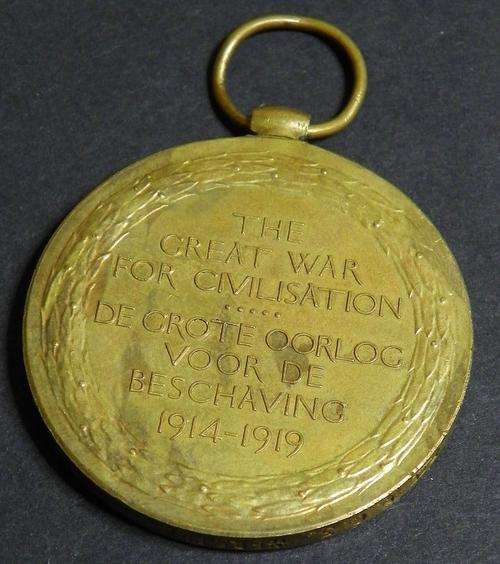 THE
GREAT WAR
FOR CIVILISATION
.....
DE GROTE OORLOG
VOOR DE
BESCHAVING
1914-1919